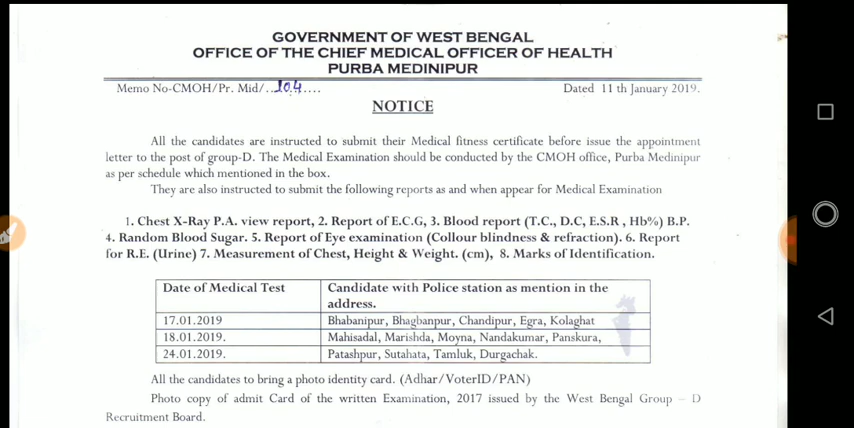 GOVERNMENT OF WEST BENGAL
OFFICE OF THE CHIEF MEDICAL OFFICER OF HEALTH
PURBA MEDINIPUR
Memo No-CMOH/Pr. Mid/..204.... Dated 11 th January 2019.
NOTICE
All the candidates are instructed to submit their Medical fitness certificate before issue the appointment
letter to the post of group-D. The Medical Examination should be conducted by the CMOH office, Purba Medinipur
as per schedule which mentioned in the box.
They are also instructed to submit the following reports as and when appear for Medical Examination
1. Chest X-Ray P.A. view report, 2. Report of E.C.G, 3. Blood report (T.C., D.C, E.S.R , Hb%) B.P.
4. Random Blood Sugar. 5. Report of Eye examination (Collour blindness & refraction). 6. Report
for R.E. (Urine) 7. Measurement of Chest, Height & Weight. (cm), 8. Marks of Identification.
Date of Medical Test Candidate with Police station as mention in the
address.
17.01.2019 Bhabanipur, Bhagbanpur, Chandipur, Egra, Kolaghat
18.01.2019. Mahisadal, Marishda, Moyna, Nandakumar, Panskura,
24.01.2019. Patashpur, Sutahata, Tamluk, Durgachak.
All the candidates to bring a photo identity card. (Adhar/VoterID/PAN)
Photo copy of admit Card of the written Examination, 2017 issued by the West Bengal Group – D
Recruitment Board.